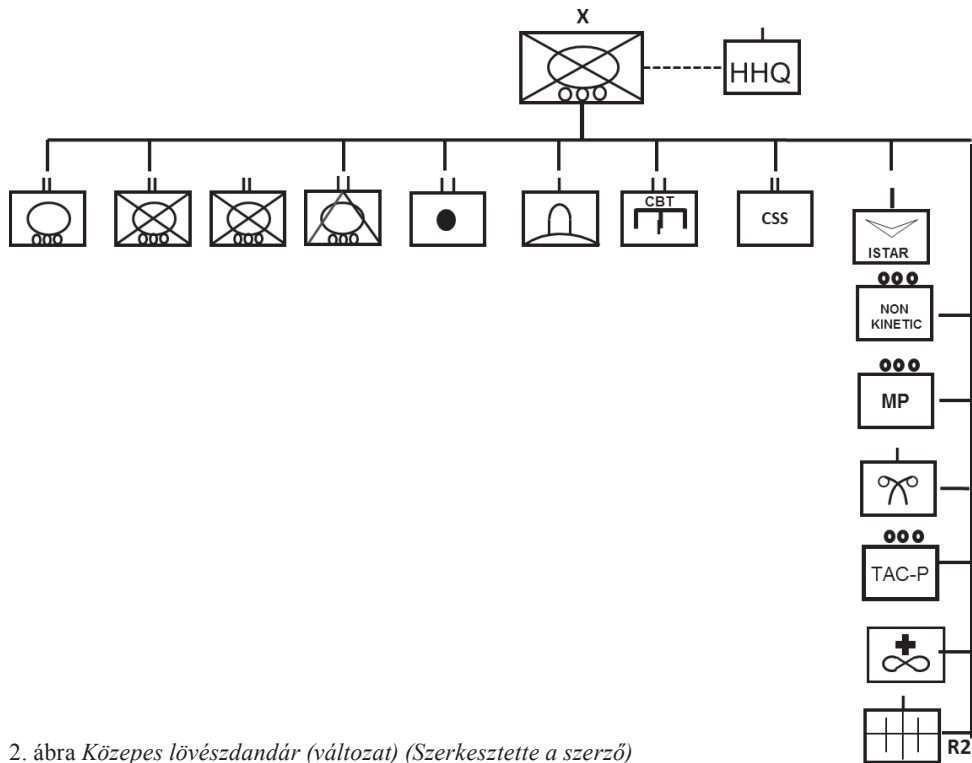 X
HHQ
CBT
CSS
ISTAR
NON
KINETIC
MP
TAC-P
R2
2. ábra Közepes lövészdandár (változat) (Szerkesztette a szerző)